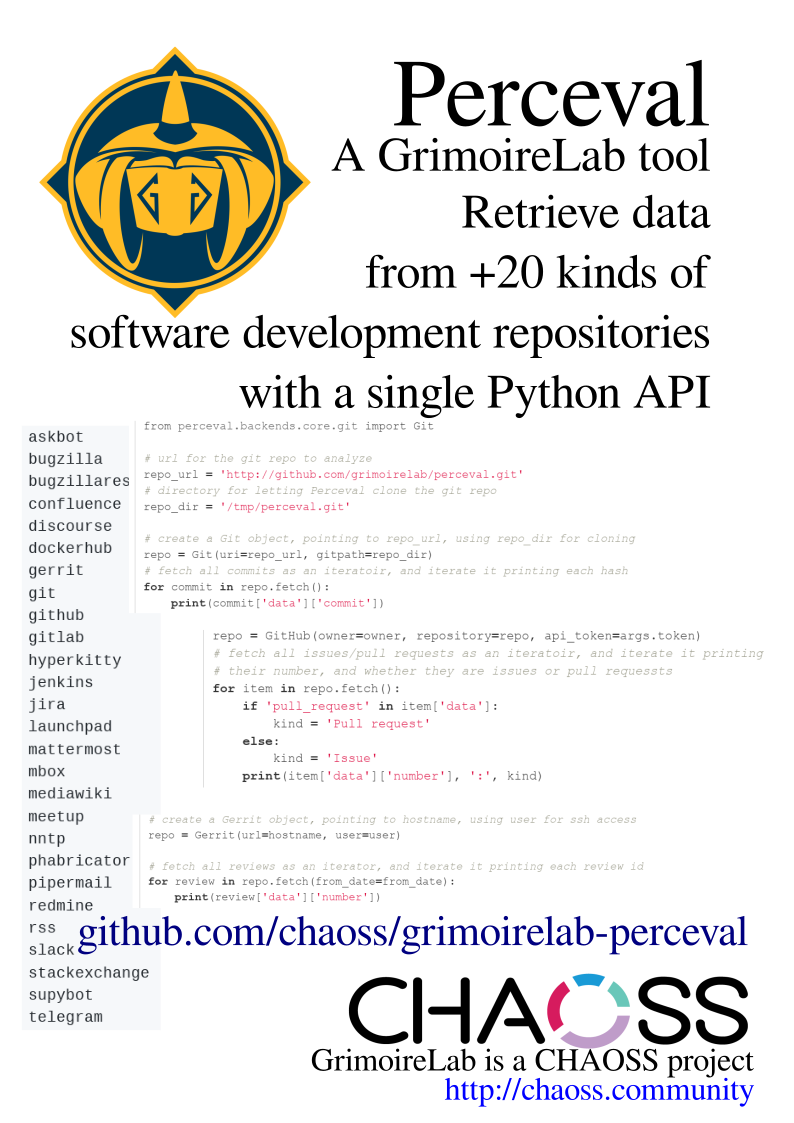 Perceval
A GrimoireLab tool
Retrieve data
from +20 kinds of
software development repositories
with a single Python API
askbot
bugzilla
bugzillares
confluence
discourse
dockerhub
gerrit
git
github
gitlab
hyperkitty
jenkins
jira
launchpad
mattermost
mbox
mediawiki
meetup
nntp
phabricator
pipermail
redmine
rss
slack
stackexchange
supybot
telegram
from perceval.backends.core.git import Git
# url for the git repo to analyze
repo_url = 'http://github.com/grimoirelab/perceval.git'
# directory for letting Perceval clone the git repo
repo_dir = '/tmp/perceval.git'
# create a Git object, pointing to repo_url, using repo_dir for cloning
repo = Git(uri=repo_url, gitpath=repo_dir)
# fetch all commits as an iteratoir, and iterate it printing each hash
for commit in repo.fetch():
    print(commit['data']['commit'])
repo = GitHub(owner=owner, repository=repo, api_token=args.token)
# fetch all issues/pull requests as an iteratoir, and iterate it printing
# their number, and whether they are issues or pull requessts
for item in repo.fetch():
    if 'pull_request' in item['data']:
        kind = 'Pull request'
    else:
        kind = 'Issue'
    print(item['data']['number'], ':', kind)
# create a Gerrit object, pointing to hostname, using user for ssh access
repo = Gerrit(url=hostname, user=user)
# fetch all reviews as an iterator, and iterate it printing each review id
for review in repo.fetch(from_date=from_date):
    print(review['data']['number'])
github.com/chaoss/grimoirelab-perceval
CHAOSS
GrimoireLab is a CHAOSS project
http://chaoss.community